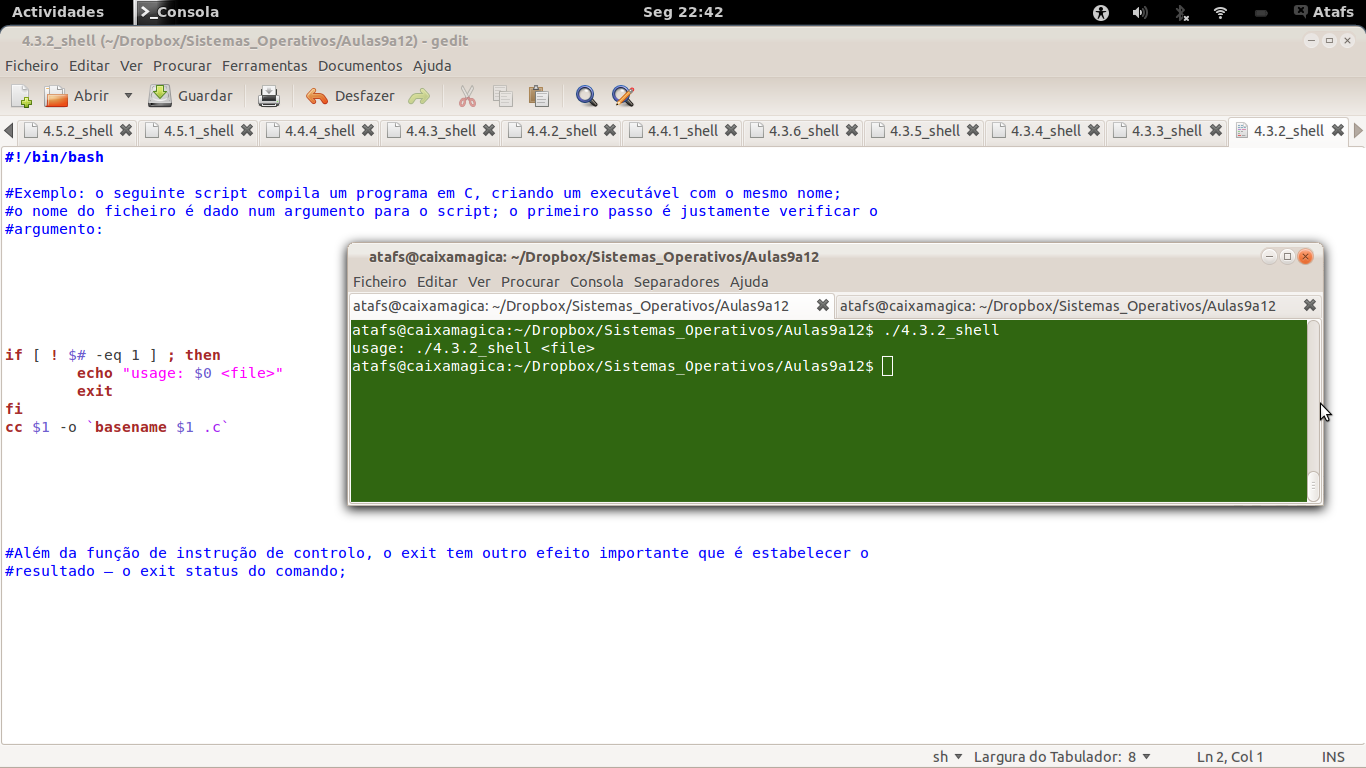 Actividades
Consola
Seg 22:42
Atafs
4.3.2_shell (~/Dropbox/Sistemas_Operativos/Aulas9a12) - gedit
Ficheiro Editar Ver Procurar Ferramentas Documentos Ajuda
Abrir Guardar Desfazer
4.5.2_shell 4.5.1_shell 4.4.4_shell 4.4.3_shell 4.4.2_shell 4.4.1_shell 4.3.6_shell 4.3.5_shell 4.3.4_shell 4.3.3_shell 4.3.2_shell
#!/bin/bash
#Exemplo: o seguinte script compila um programa em C, criando um executável com o mesmo nome;
#o nome do ficheiro é dado num argumento para o script; o primeiro passo é justamente verificar o
#argumento:
if [ ! $# -eq 1 ] ; then
echo "usage: $0 <file>"
exit
fi
cc $1 -o `basename $1 .c`
#Além da função de instrução de controlo, o exit tem outro efeito importante que é estabelecer o
#resultado – o exit status do comando;
atafs@caixamagica: ~/Dropbox/Sistemas_Operativos/Aulas9a12
Ficheiro Editar Ver Procurar Consola Separadores Ajuda
atafs@caixamagica: ~/Dropbox/Sistemas_Operativos/Aulas9a12 atafs@caixamagica: ~/Dropbox/Sistemas_Operativos/Aulas9a12
atafs@caixamagica:~/Dropbox/Sistemas_Operativos/Aulas9a12$ ./4.3.2_shell
usage: ./4.3.2_shell <file>
atafs@caixamagica:~/Dropbox/Sistemas_Operativos/Aulas9a12$
sh Largura do Tabulador: 8 Ln 2, Col 1 INS